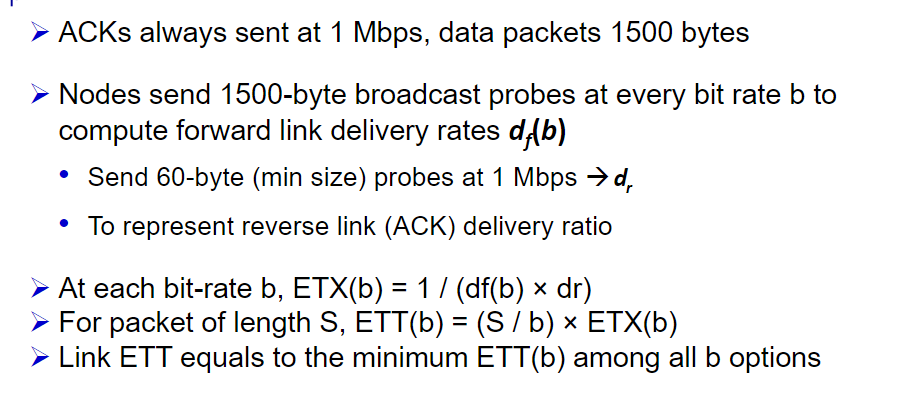 ➢ ACKs always sent at 1 Mbps, data packets 1500 bytes
➢ Nodes send 1500-byte broadcast probes at every bit rate b to
compute forward link delivery rates df(b)
• Send 60-byte (min size) probes at 1 Mbps → dr
• To represent reverse link (ACK) delivery ratio
➢ At each bit-rate b, ETX(b) = 1 / (df(b) × dr)
➢ For packet of length S, ETT(b) = (S / b) × ETX(b)
➢ Link ETT equals to the minimum ETT(b) among all b options